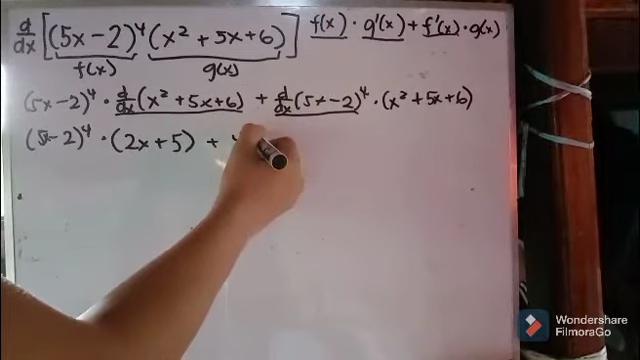 d/dx [(5x-2)⁴ (x² + 5x + 6)] f(x) · g'(x) + f'(x) · g(x)
f(x) g(x)
(5x-2)⁴ · d/dx (x² + 5x + 6) + d/dx (5x-2)⁴ · (x² + 5x + 6)
(5x-2)⁴ · (2x + 5) +
Wondershare
FilmoraGo